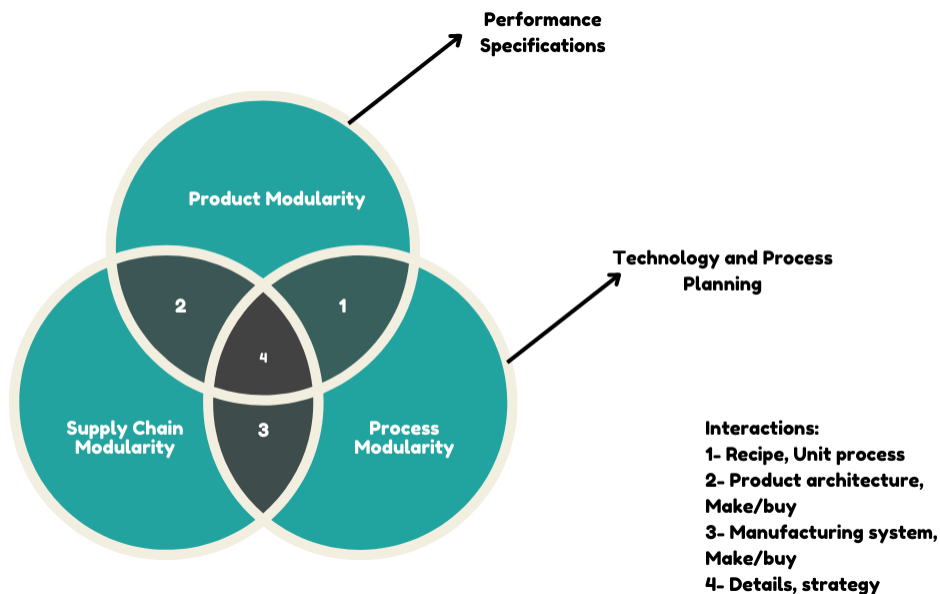 Performance
Specifications
Product Modularity
Technology and Process
Planning
2
1
4
Supply Chain
Modularity
3
Process
Modularity
Interactions:
1- Recipe, Unit process
2- Product architecture,
Make/buy
3- Manufacturing system,
Make/buy
4- Details, strategy